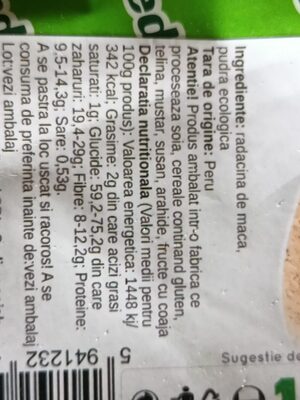 Ingrediente: radacina de maca,
pudra ecologica
Tara de origine: Peru
Atentie! Produs ambalat intr-o fabrica ce
proceseaza soia, cereale continand gluten,
telina, mustar, susan, arahide, fructe cu coaja
Declaratia nutritionala (Valori medii pentru
100g produs): Valoarea energetica: 1448 kj/
342 kcal; Grasime: 2g din care acizi grasi
saturati: 1g; Glucide: 59,2-75,2g din care
zaharuri: 19,4-29g; Fibre: 8-12,2g; Proteine:
9,5-14,3g; Sare: 0,53g.
A se pastra la loc uscat si racoros! A se
consuma de preferinta inainte de:vezi ambalaj
Lot:vezi ambalaj
9411232
Sugestie de